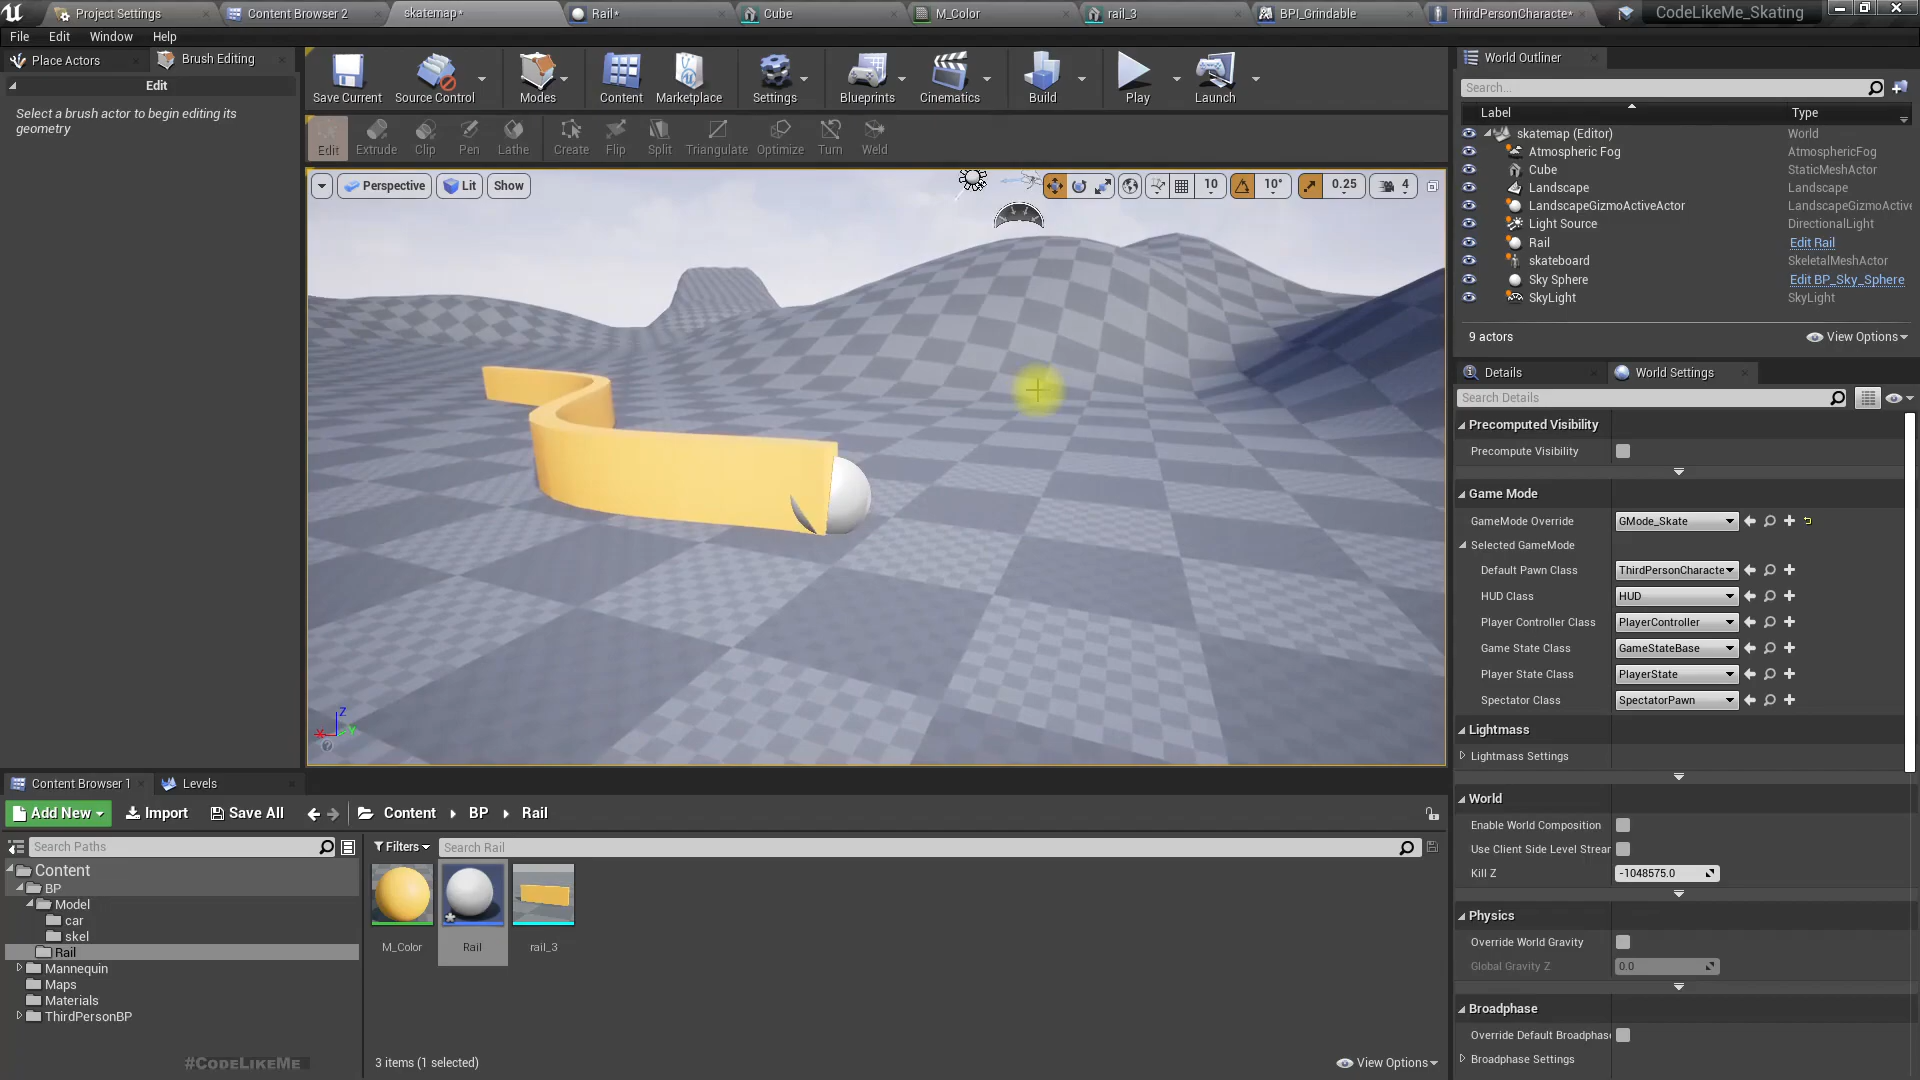 Project Settings
Content Browser 2
skatemap*
Rail*
Cube
M_Color
rail_3
BPI_Grindable
ThirdPersonCharacte*
CodeLikeMe_Skating
File Edit Window Help
Place Actors
Brush Editing
Edit
Select a brush actor to begin editing its
geometry
Save Current
Source Control
Modes
Content
Marketplace
Settings
Blueprints
Cinematics
Build
Play
Launch
Edit
Extrude
Clip
Pen
Lathe
Create
Flip
Split
Triangulate
Optimize
Turn
Weld
Perspective
Lit
Show
10
10°
0.25
4
Z
X
Y
World Outliner
Search...
Label
Type
skatemap (Editor) World
Atmospheric Fog AtmosphericFog
Cube StaticMeshActor
Landscape Landscape
LandscapeGizmoActiveActor LandscapeGizmoActive
Light Source DirectionalLight
Rail Edit Rail
skateboard SkeletalMeshActor
Sky Sphere Edit BP_Sky_Sphere
SkyLight SkyLight
9 actors
View Options
Details
World Settings
Search Details
Precomputed Visibility
Precompute Visibility
Game Mode
GameMode Override GMode_Skate
Selected GameMode
Default Pawn Class ThirdPersonCharacte
HUD Class HUD
Player Controller Class PlayerController
Game State Class GameStateBase
Player State Class PlayerState
Spectator Class SpectatorPawn
Lightmass
Lightmass Settings
World
Enable World Composition
Use Client Side Level Strear
Kill Z -1048575.0
Physics
Override World Gravity
Global Gravity Z 0.0
Broadphase
Override Default Broadphase
Broadphase Settings
Content Browser 1
Levels
Add New
Import
Save All
Content
BP
Rail
Search Paths
Filters
Search Rail
Content
BP
Model
car
skel
Rail
Mannequin
Maps
Materials
ThirdPersonBP
M_Color
Rail
rail_3
#CodeLikeMe
3 items (1 selected)
View Options